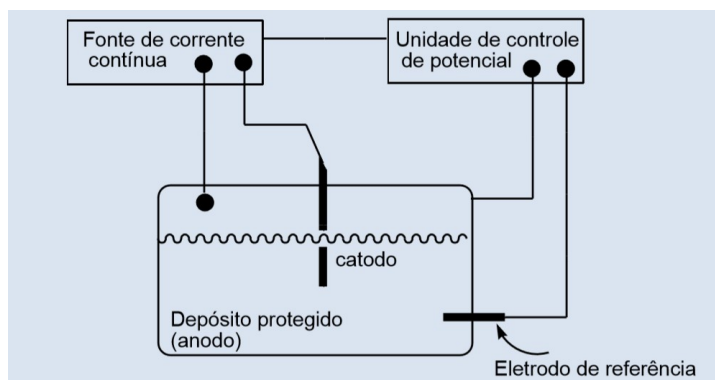 Fonte de corrente
contínua
Unidade de controle
de potencial
catodo
Depósito protegido
(anodo)
Eletrodo de referência